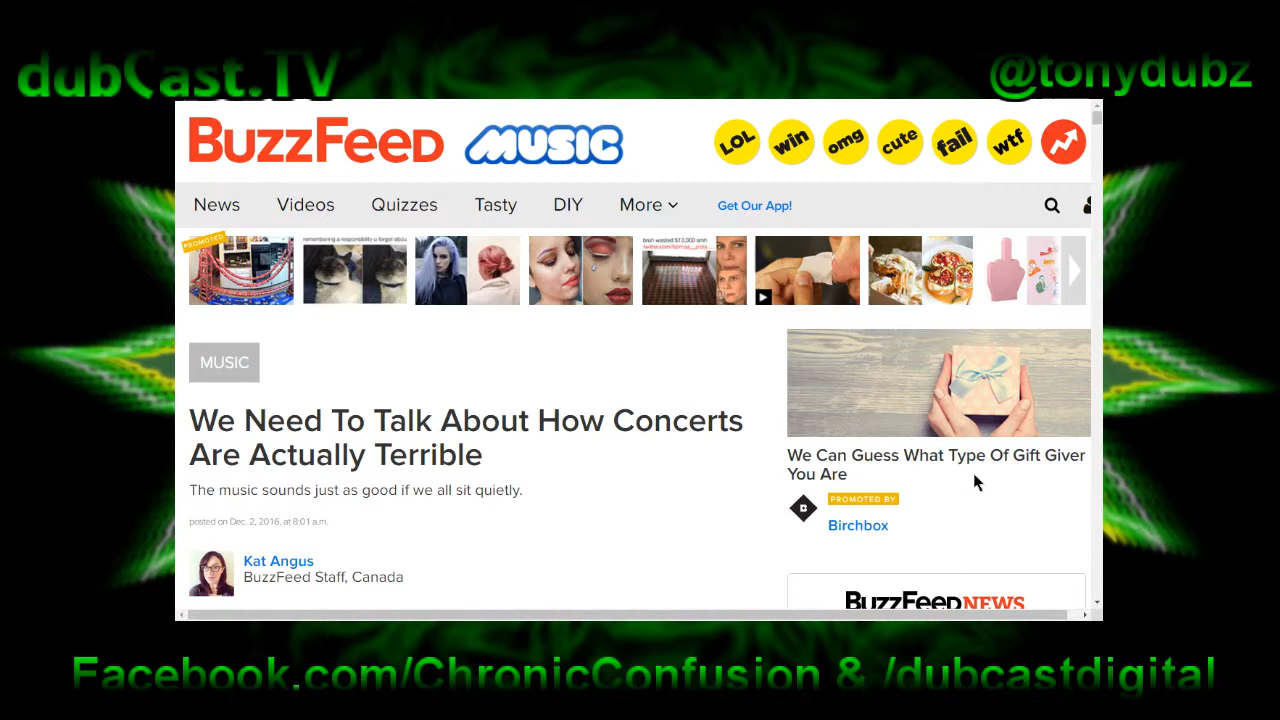 dubCast.TV
@tonydubz
BuzzFeed MUSIC
LOL win omg cute fail wtf
News Videos Quizzes Tasty DIY More Get Our App!
PROMOTED
MUSIC
We Need To Talk About How Concerts
Are Actually Terrible
The music sounds just as good if we all sit quietly.
posted on Dec. 2, 2016, at 8:01 a.m.
Kat Angus
BuzzFeed Staff, Canada
We Can Guess What Type Of Gift Giver
You Are
PROMOTED BY
Birchbox
BuzzFeedNEWS
Facebook.com/ChronicConfusion & /dubcastdigital